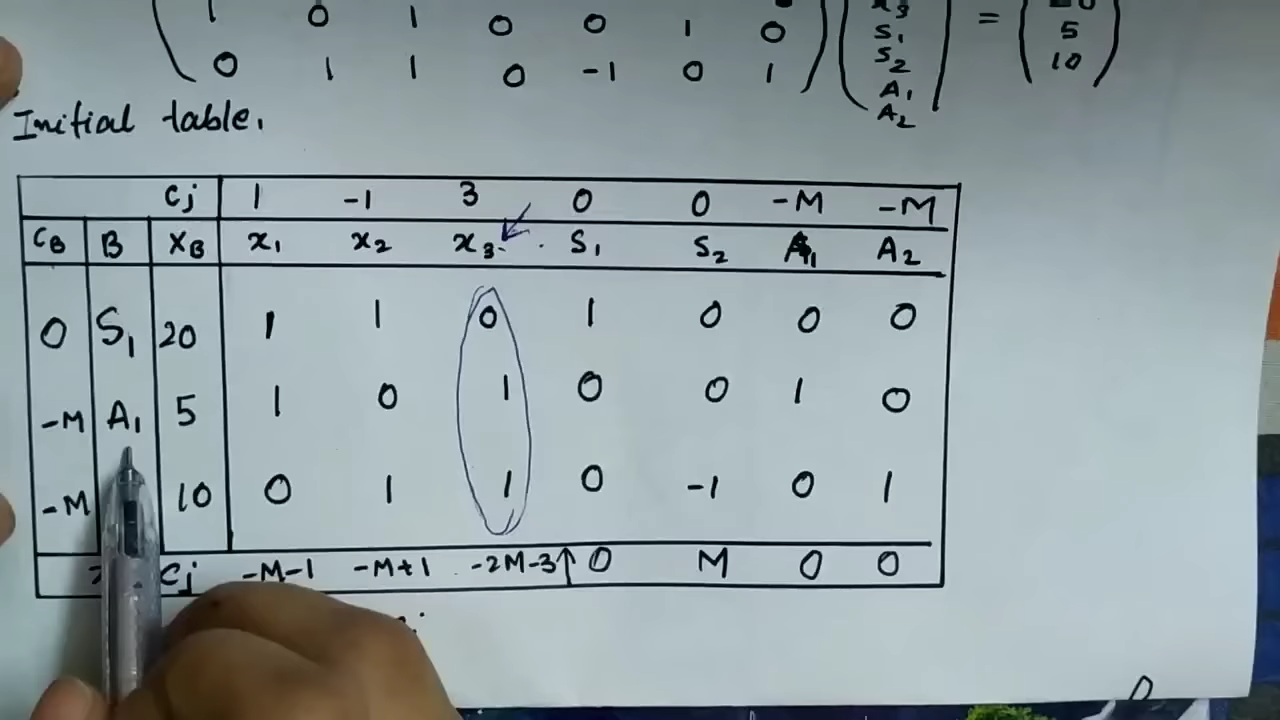 1 0 1 0 0 1 0 x3 = 20
S1 5
0 1 1 0 -1 0 1 S2 10
A1
A2
Initial table.
Cj 1 -1 3 0 0 -M -M
CB B XB x1 x2 x3 S1 S2 A1 A2
0 S1 20 1 1 0 1 0 0 0
-M A1 5 1 0 1 0 0 1 0
-M 10 0 1 1 0 -1 0 1
Cj -M-1 -M+1 -2M-3↑ 0 M 0 0